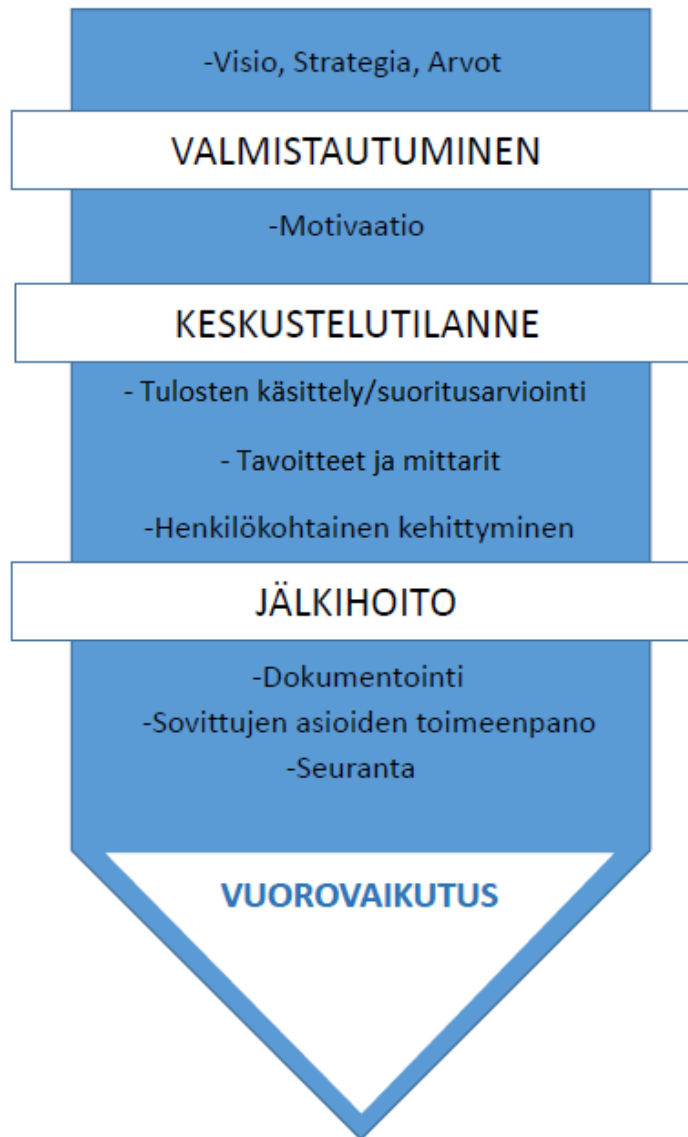 -Visio, Strategia, Arvot
VALMISTAUTUMINEN
-Motivaatio
KESKUSTELUTILANNE
- Tulosten käsittely/suoritusarviointi
- Tavoitteet ja mittarit
-Henkilökohtainen kehittyminen
JÄLKIHOITO
-Dokumentointi
-Sovittujen asioiden toimeenpano
-Seuranta
VUOROVAIKUTUS